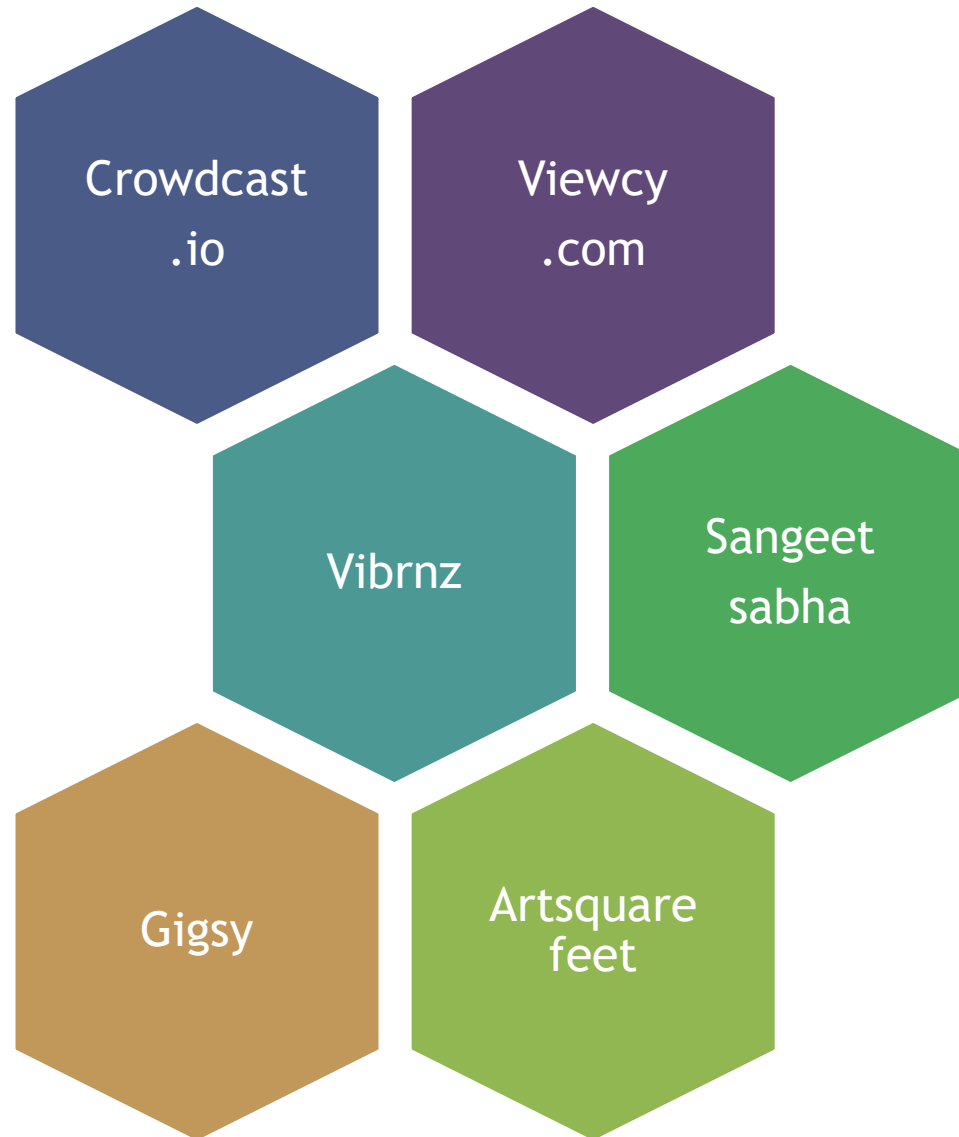 Crowdcast
.io
Viewcy
.com
Vibrnz
Sangeet
sabha
Gigsy
Artsquare
feet